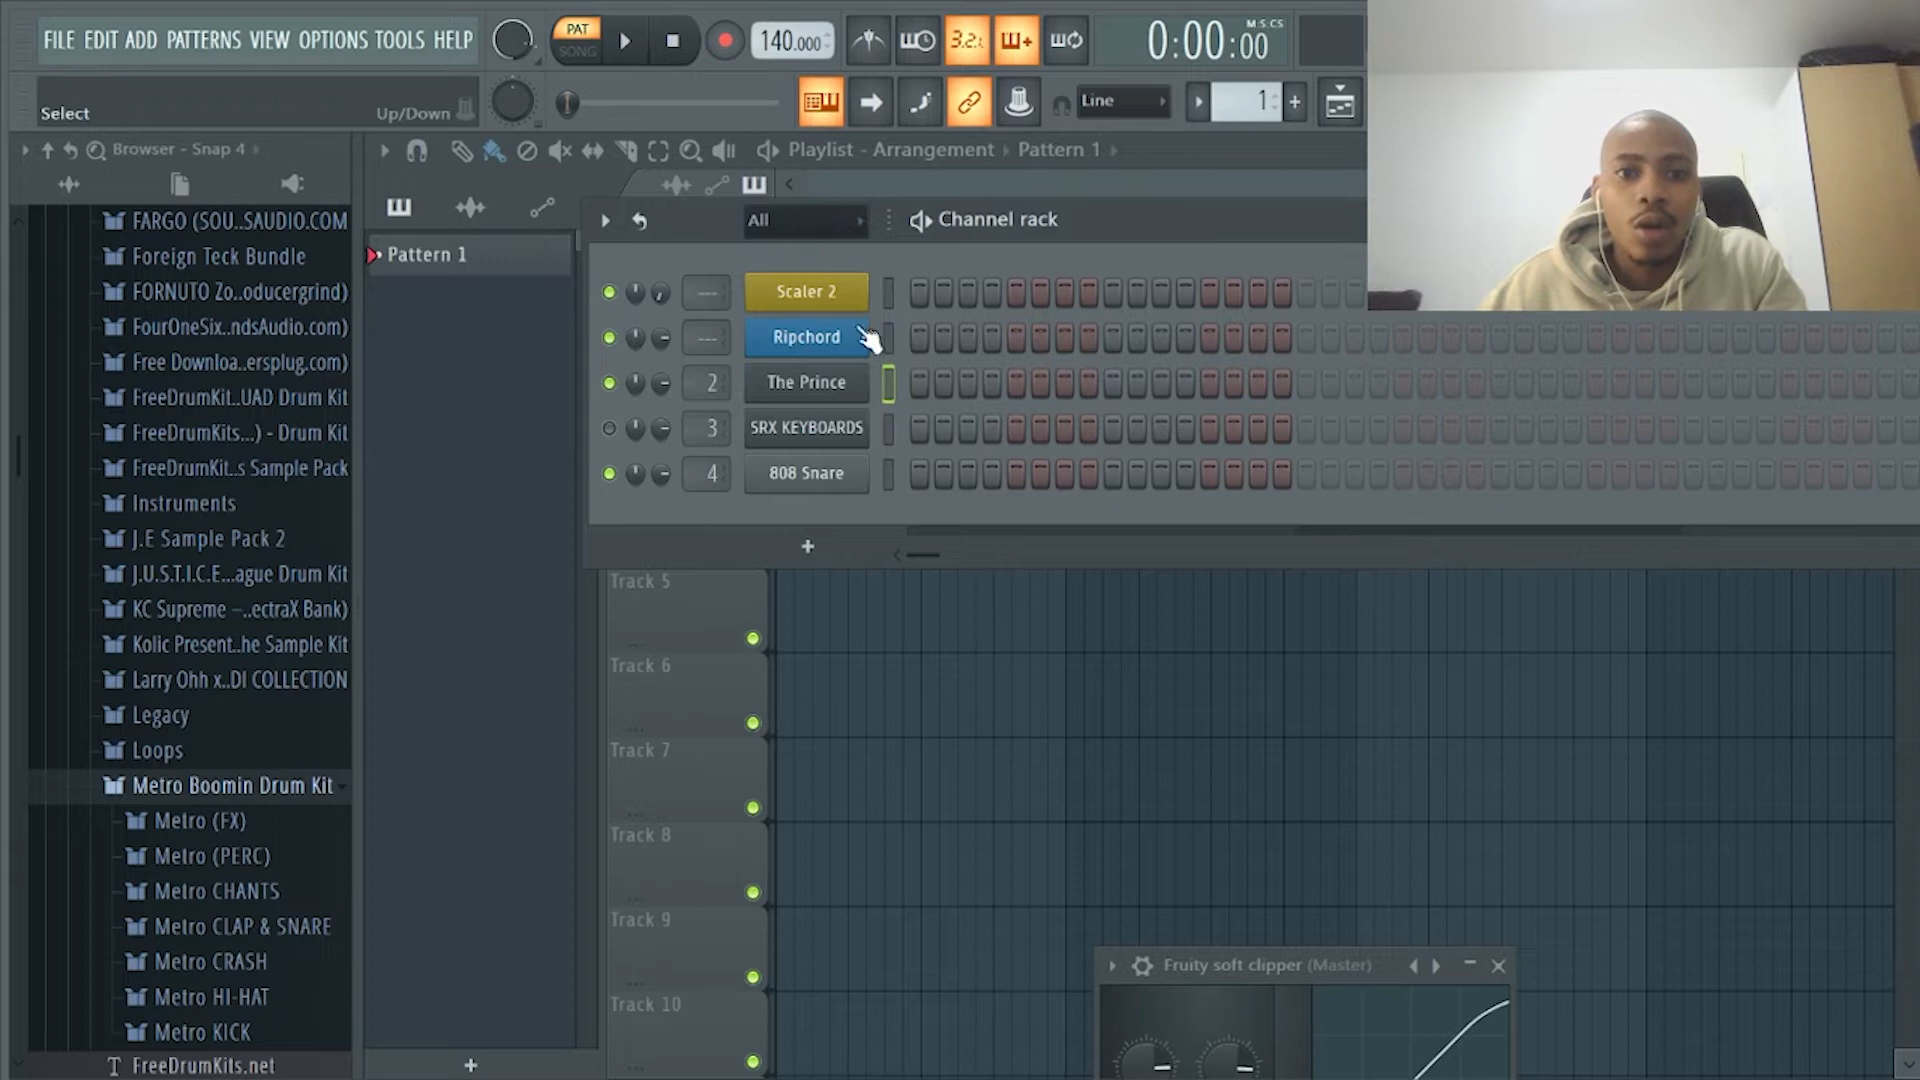 FILE EDIT ADD PATTERNS VIEW OPTIONS TOOLS HELP
PAT
SONG
140.000
3.2
0:00:00
M:S:CS
Select
Up/Down
Line
1
Browser - Snap 4
Playlist - Arrangement › Pattern 1
All
Channel rack
Pattern 1
Scaler 2
Ripchord
2
The Prince
3
SRX KEYBOARDS
4
808 Snare
FARGO (SOU..SAUDIO.COM
Foreign Teck Bundle
FORNUTO Zo..oducergrind)
FourOneSix..ndsAudio.com)
Free Downloa..ersplug.com)
FreeDrumKit..UAD Drum Kit
FreeDrumKits...) - Drum Kit
FreeDrumKit..s Sample Pack
Instruments
J.E Sample Pack 2
J.U.S.T.I.C.E...ague Drum Kit
KC Supreme –..ectraX Bank)
Kolic Present..he Sample Kit
Larry Ohh x..DI COLLECTION
Legacy
Loops
Metro Boomin Drum Kit
Metro (FX)
Metro (PERC)
Metro CHANTS
Metro CLAP & SNARE
Metro CRASH
Metro HI-HAT
Metro KICK
FreeDrumKits.net
Track 5
Track 6
Track 7
Track 8
Track 9
Track 10
Fruity soft clipper (Master)